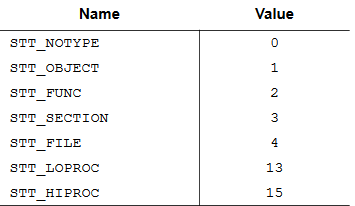 Name Value
STT_NOTYPE 0
STT_OBJECT 1
STT_FUNC 2
STT_SECTION 3
STT_FILE 4
STT_LOPROC 13
STT_HIPROC 15